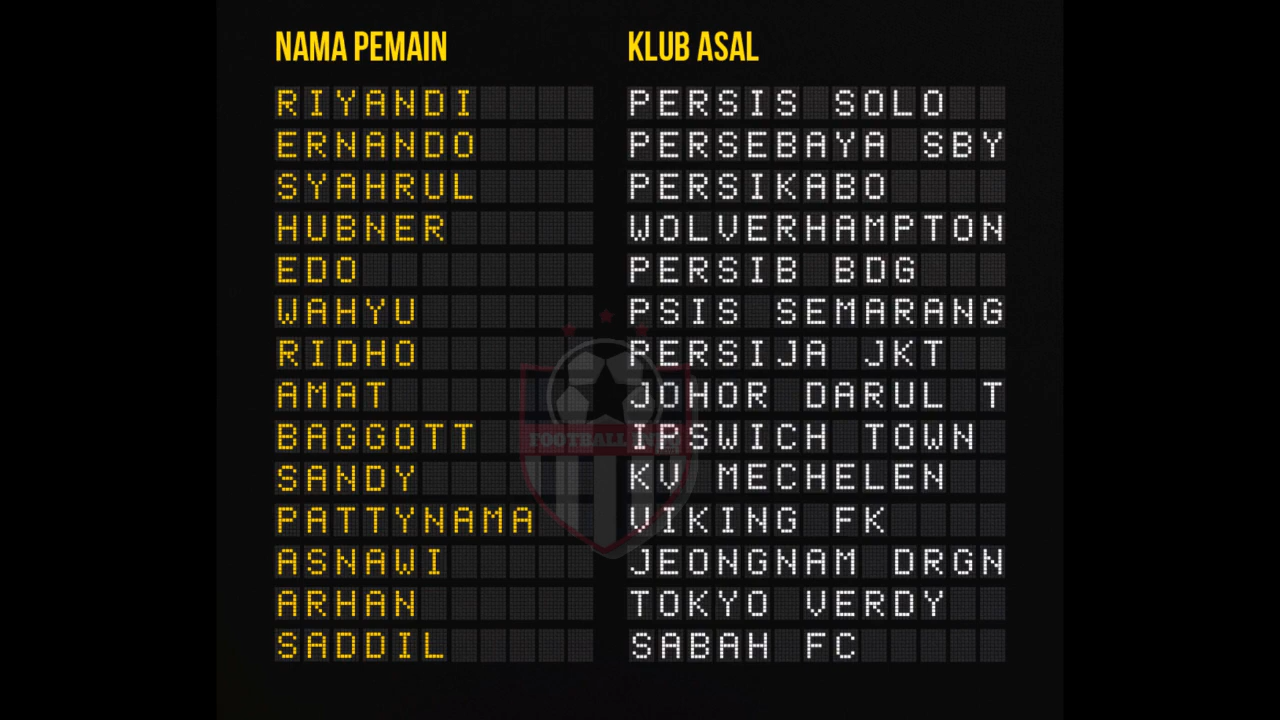 NAMA PEMAIN KLUB ASAL
RIYANDI PERSIS SOLO
ERNANDO PERSEBAYA SBY
SYAHRUL PERSIKABO
HUBNER WOLVERHAMPTON
EDO PERSIB BDG
WAHYU PSIS SEMARANG
RIDHO PERSIJA JKT
AMAT JOHOR DARUL T
BAGGOTT IPSWICH TOWN
SANDY KV MECHELEN
PATTYNAMA VIKING FK
ASNAWI JEONGNAM DRGN
ARHAN TOKYO VERDY
SADDIL SABAH FC
FOOTBALL